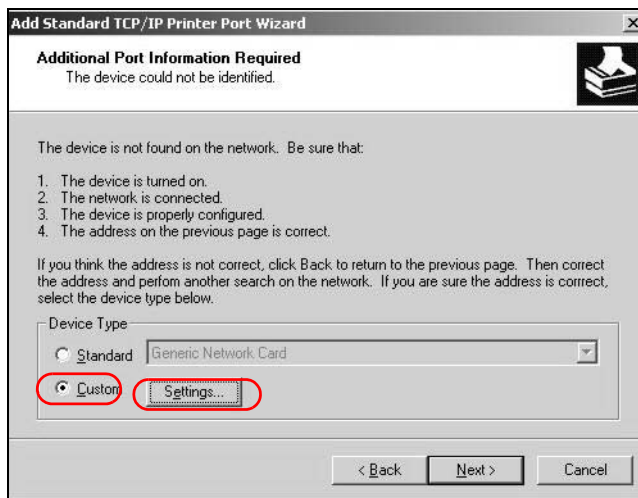 Add Standard TCP/IP Printer Port Wizard
Additional Port Information Required
The device could not be identified.
The device is not found on the network. Be sure that:
1. The device is turned on.
2. The network is connected.
3. The device is properly configured.
4. The address on the previous page is correct.
If you think the address is not correct, click Back to return to the previous page. Then correct
the address and perfom another search on the network. If you are sure the address is corrrect,
select the device type below.
Device Type
Standard Generic Network Card
Custom Settings...
< Back Next > Cancel